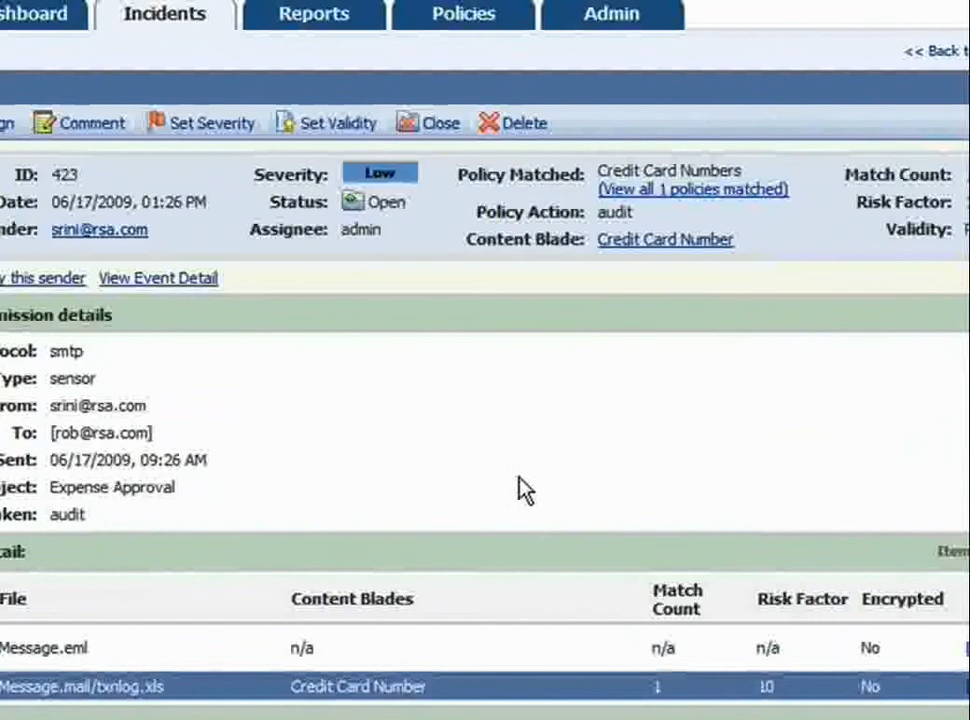 shboard Incidents Reports Policies Admin
<< Back t
gn Comment Set Severity Set Validity Close Delete
ID: 423 Severity: Low Policy Matched: Credit Card Numbers Match Count:
(View all 1 policies matched)
Date: 06/17/2009, 01:26 PM Status: Open Policy Action: audit Risk Factor:
nder: srini@rsa.com Assignee: admin Content Blade: Credit Card Number Validity:
y this sender View Event Detail
mission details
ocol: smtp
Type: sensor
rom: srini@rsa.com
To: [rob@rsa.com]
Sent: 06/17/2009, 09:26 AM
ject: Expense Approval
ken: audit
tail: Item
File Content Blades Match Count Risk Factor Encrypted
Message.eml n/a n/a n/a No
Message.mail/txnlog.xls Credit Card Number 1 10 No